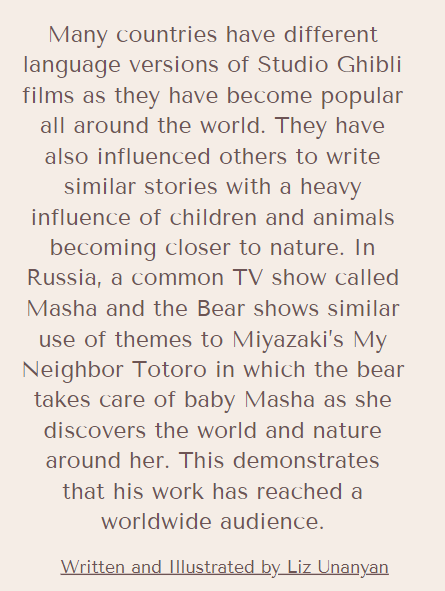 Many countries have different
language versions of Studio Ghibli
films as they have become popular
all around the world. They have
also influenced others to write
similar stories with a heavy
influence of children and animals
becoming closer to nature. In
Russia, a common TV show called
Masha and the Bear shows similar
use of themes to Miyazaki's My
Neighbor Totoro in which the bear
takes care of baby Masha as she
discovers the world and nature
around her. This demonstrates
that his work has reached a
worldwide audience.
Written and Illustrated by Liz Unanyan